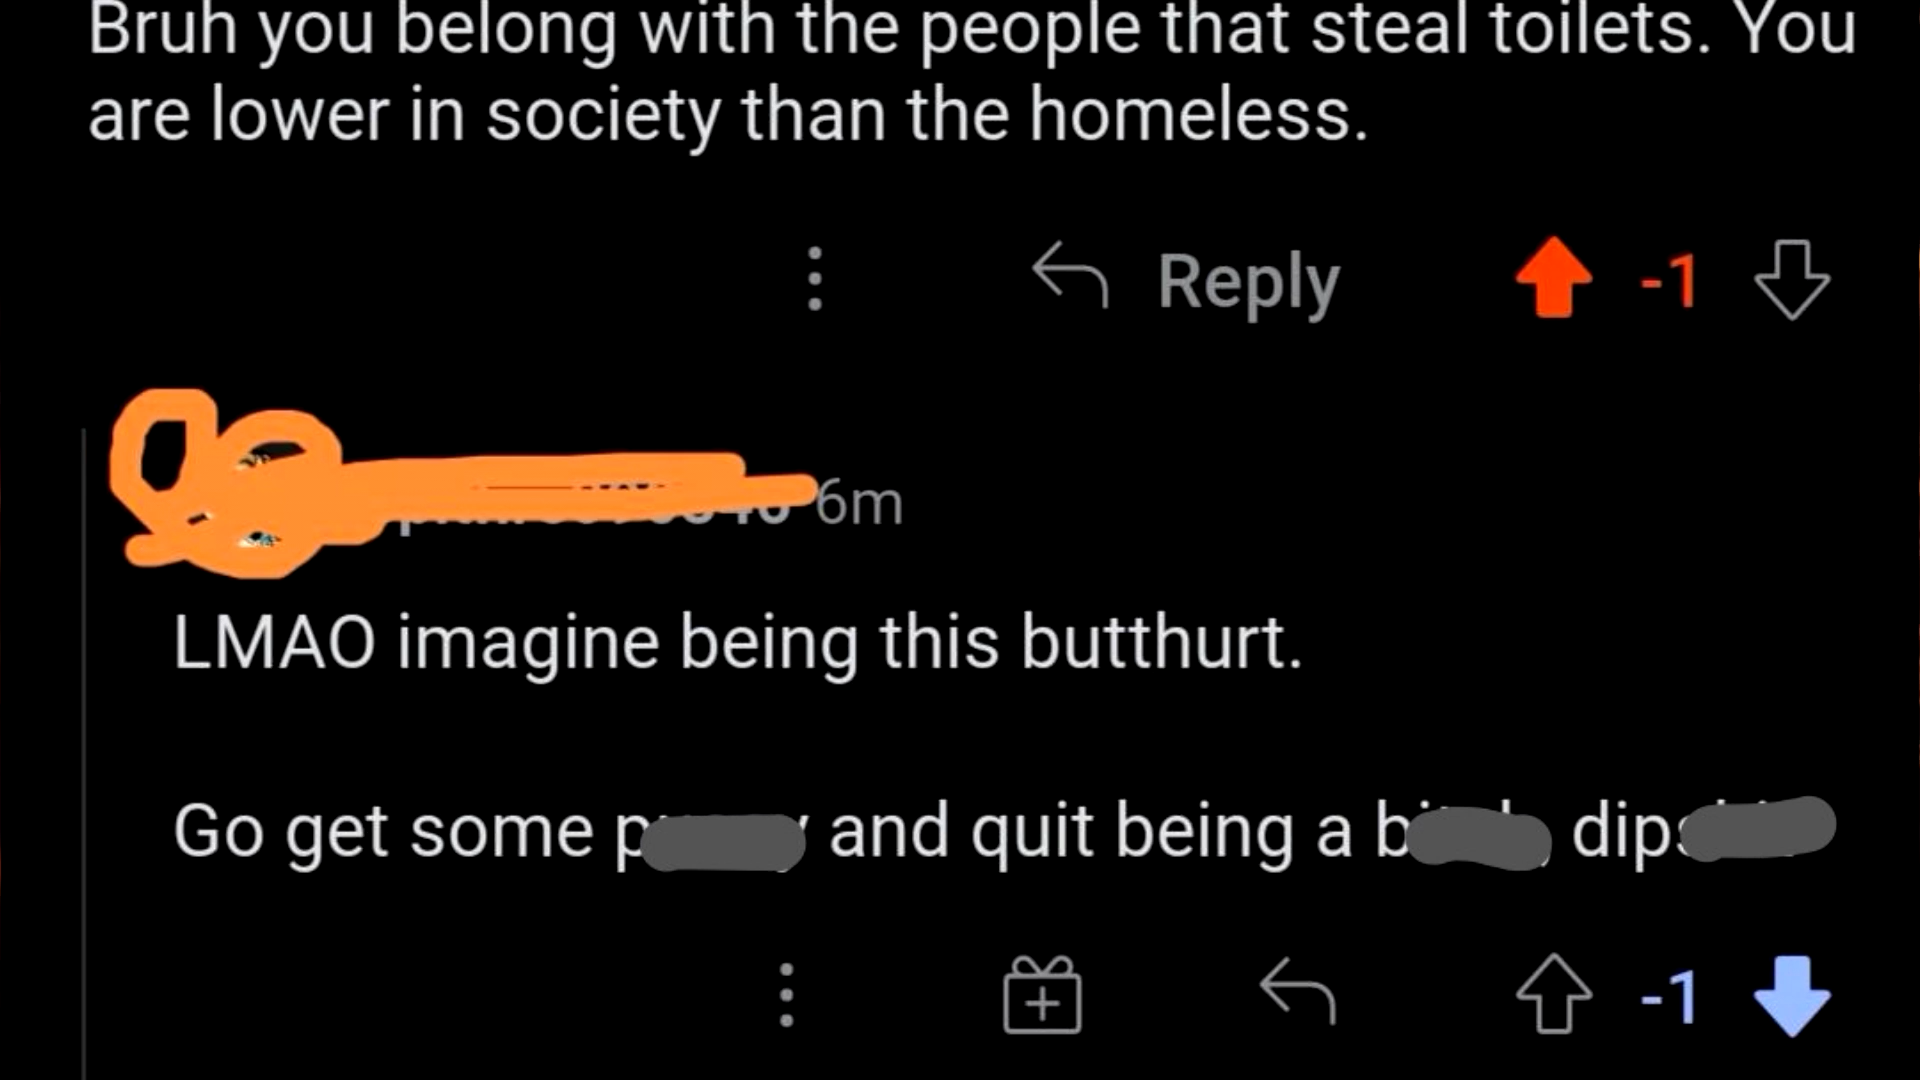 Bruh you belong with the people that steal toilets. You
are lower in society than the homeless.
Reply -1
6m
LMAO imagine being this butthurt.
Go get some and quit being a
-1